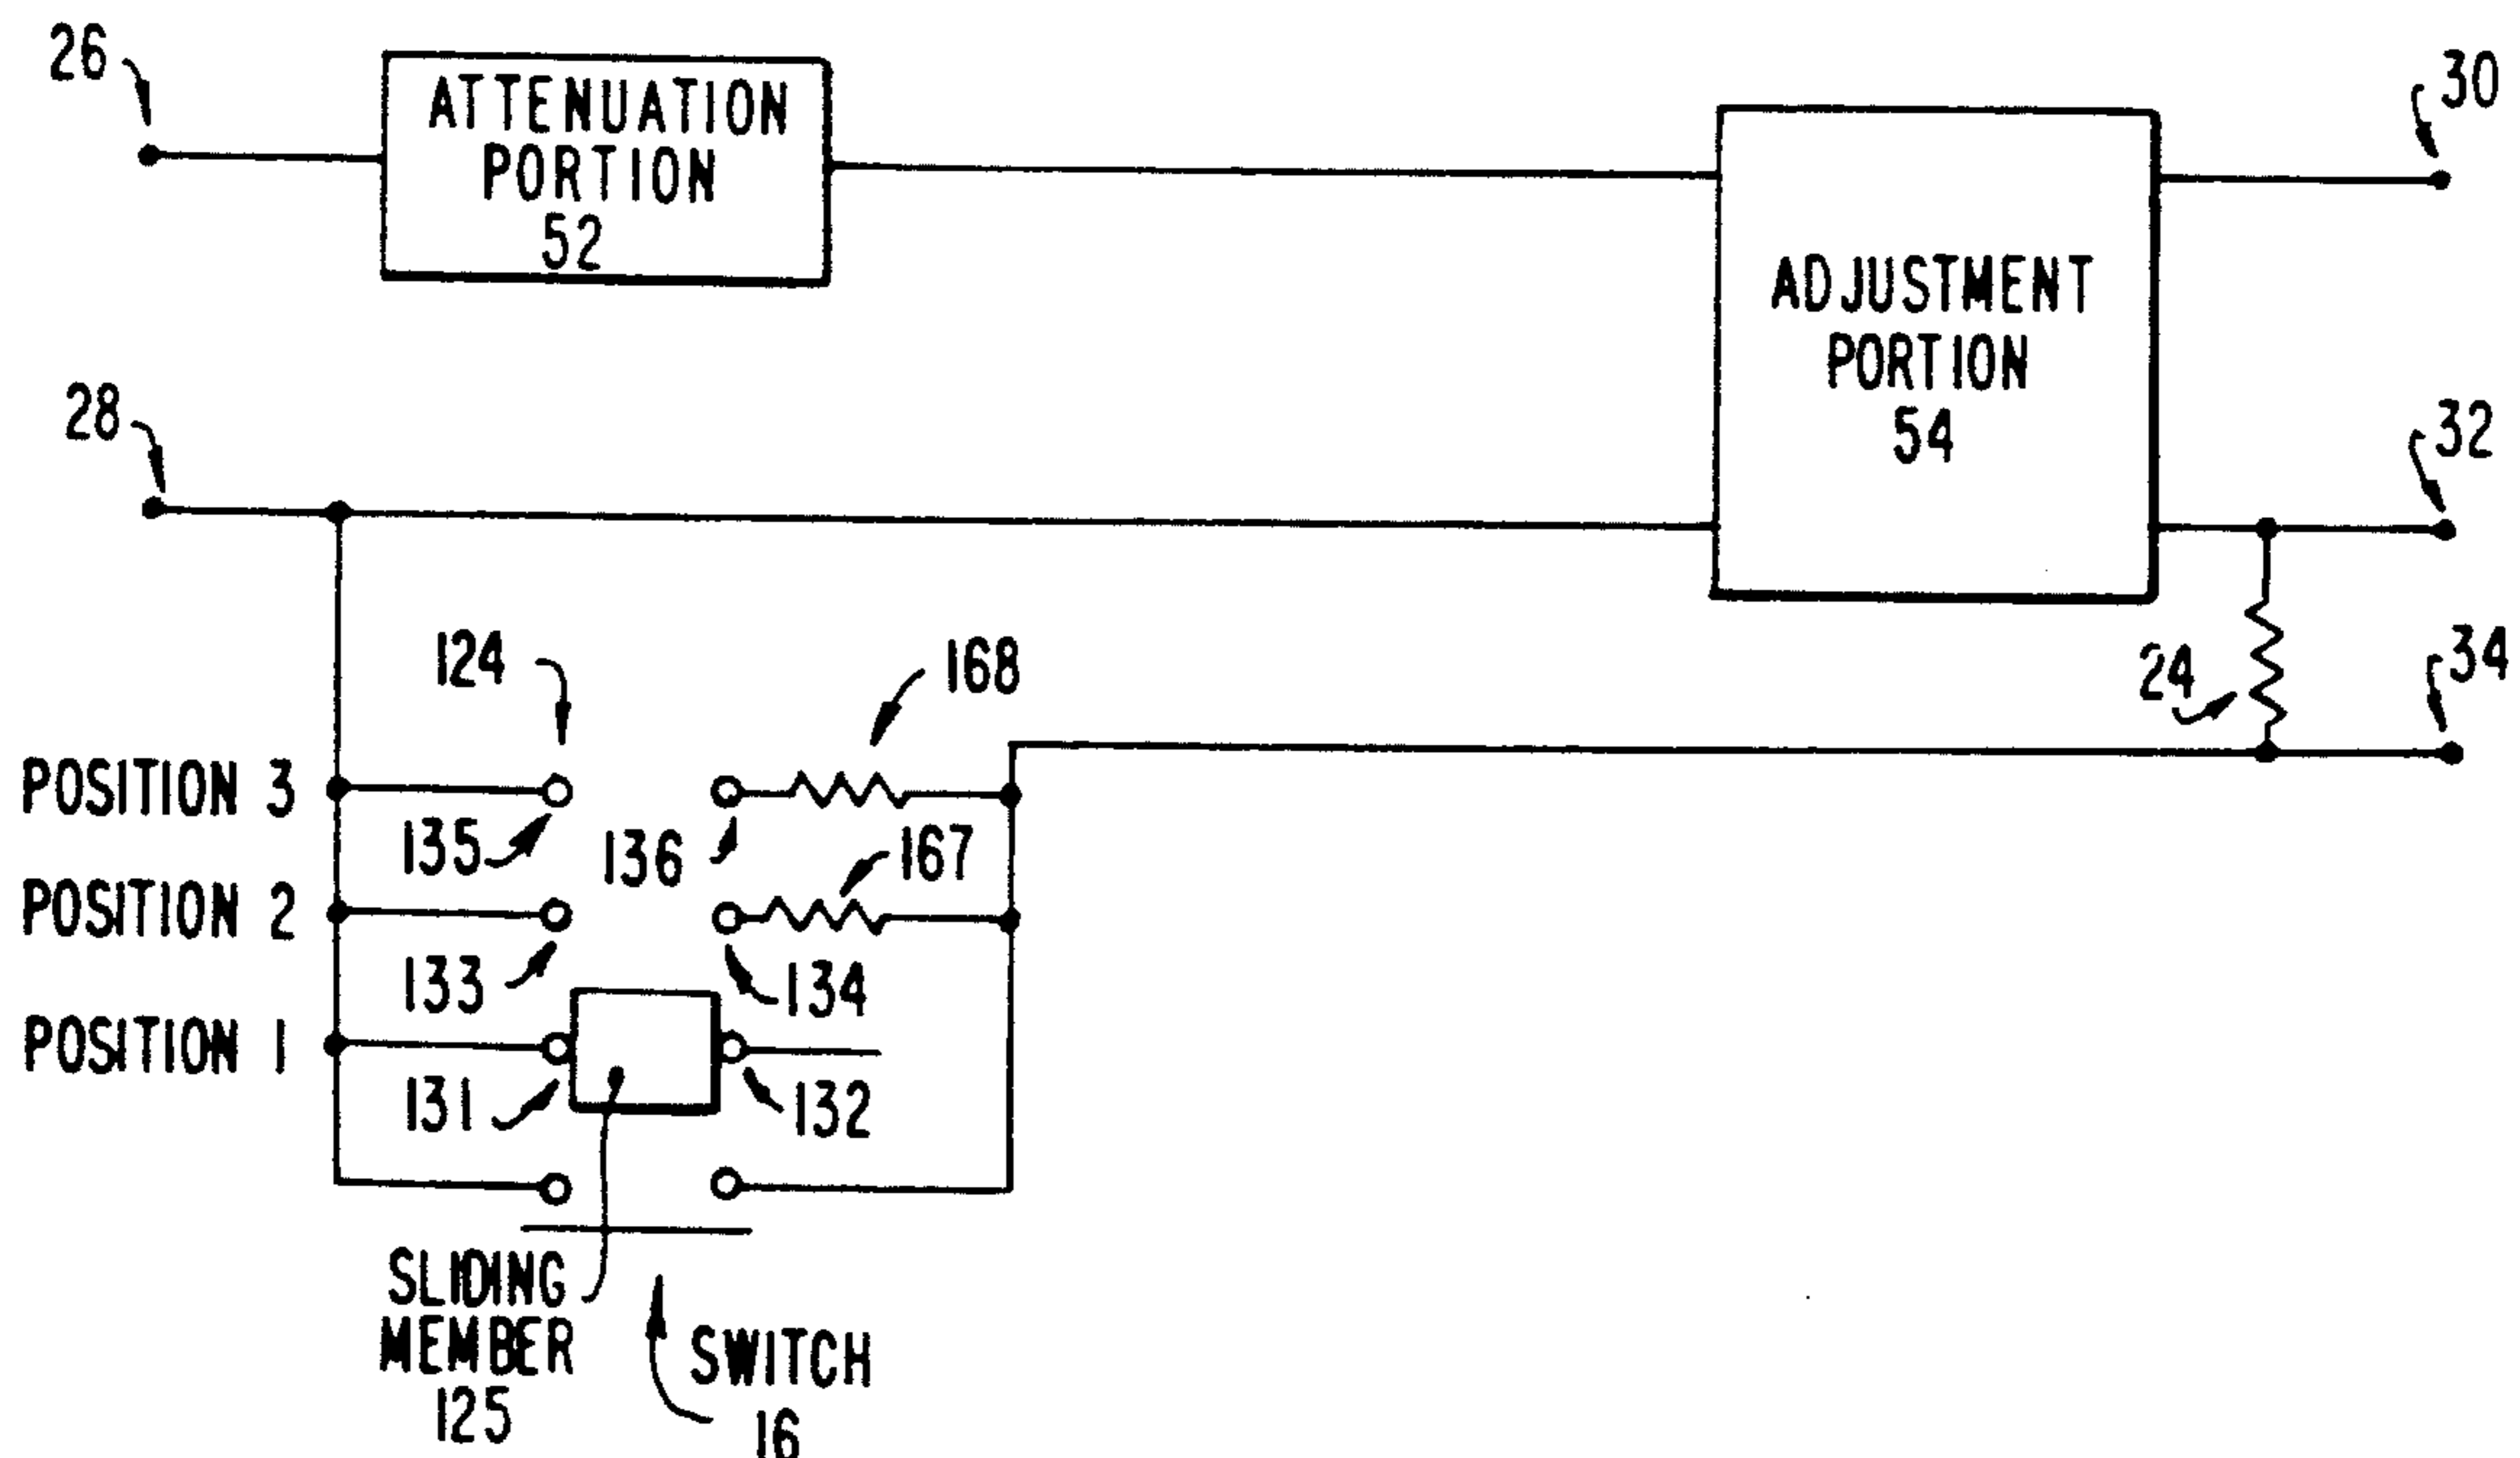 26
ATTENUATION
PORTION
52
30
ADJUSTMENT
PORTION
54
28
32
124
168
24
34
POSITION 3
135
136
167
POSITION 2
133
134
POSITION 1
131
132
SLIDING
MEMBER
125
SWITCH
16